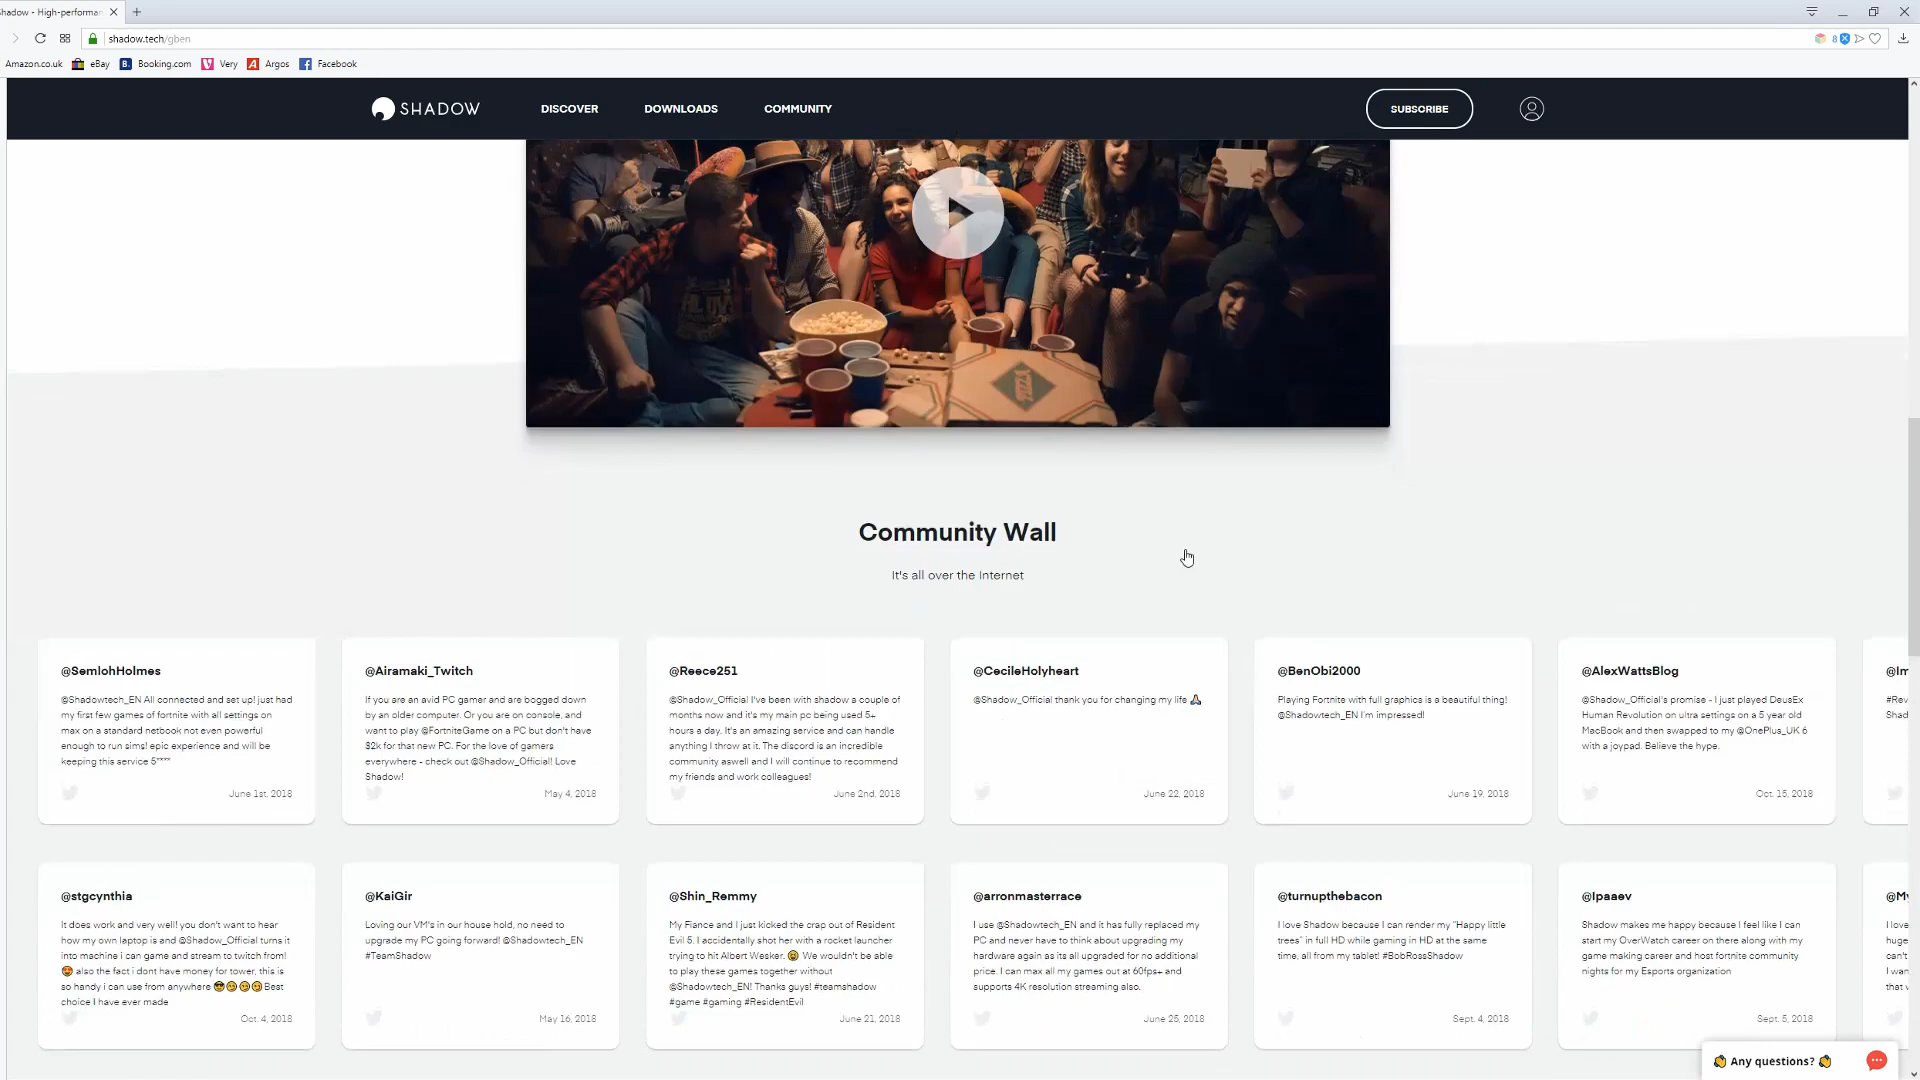 Shadow - High-performan
shadow.tech/gben
8
Amazon.co.uk eBay B. Booking.com Very Argos Facebook
SHADOW DISCOVER DOWNLOADS COMMUNITY SUBSCRIBE
Community Wall
It's all over the Internet
@SemlohHolmes
@Shadowtech_EN All connected and set up! just had
my first few games of fortnite with all settings on
max on a standard netbook not even powerful
enough to run sims! epic experience and will be
keeping this service 5****
June 1st, 2018
@Airamaki_Twitch
If you are an avid PC gamer and are bogged down
by an older computer. Or you are on console, and
want to play @FortniteGame on a PC but don't have
$2k for that new PC. For the love of gamers
everywhere - check out @Shadow_Official! Love
Shadow!
May 4, 2018
@Reece251
@Shadow_Official I've been with shadow a couple of
months now and it's my main pc being used 5+
hours a day. It's an amazing service and can handle
anything I throw at it. The discord is an incredible
community aswell and I will continue to recommend
my friends and work colleagues!
June 2nd, 2018
@CecileHolyheart
@Shadow_Official thank you for changing my life 🙏
June 22, 2018
@BenObi2000
Playing Fortnite with full graphics is a beautiful thing!
@Shadowtech_EN I'm impressed!
June 19, 2018
@AlexWattsBlog
@Shadow_Official's promise - I just played DeusEx
Human Revolution on ultra settings on a 5 year old
MacBook and then swapped to my @OnePlus_UK 6
with a joypad. Believe the hype.
Oct. 15, 2018
@Im
#Rev
Shad
@stgcynthia
It does work and very well! you don't want to hear
how my own laptop is and @Shadow_Official turns it
into machine i can game and stream to twitch from!
😍 also the fact i dont have money for tower, this is
so handy i can use from anywhere 😎😊😊😊Best
choice I have ever made
Oct. 4, 2018
@KaiGir
Loving our VM's in our house hold, no need to
upgrade my PC going forward! @Shadowtech_EN
#TeamShadow
May 16, 2018
@Shin_Remmy
My Fiance and I just kicked the crap out of Resident
Evil 5. I accidentally shot her with a rocket launcher
trying to hit Albert Wesker. 😩 We wouldn't be able
to play these games together without
@Shadowtech_EN! Thanks guys! #teamshadow
#game #gaming #ResidentEvil
June 21, 2018
@arronmasterrace
I use @Shadowtech_EN and it has fully replaced my
PC and never have to think about upgrading my
hardware again as its all upgraded for no additional
price. I can max all my games out at 60fps+ and
supports 4K resolution streaming also.
June 25, 2018
@turnupthebacon
I love Shadow because I can render my "Happy little
trees" in full HD while gaming in HD at the same
time, all from my tablet! #BobRossShadow
Sept. 4, 2018
@Ipaaev
Shadow makes me happy because I feel like I can
start my OverWatch career on there along with my
game making career and host fortnite community
nights for my Esports organization
Sept. 5, 2018
@My
I love
huge
can't
I wan
that v
👏 Any questions? 👏